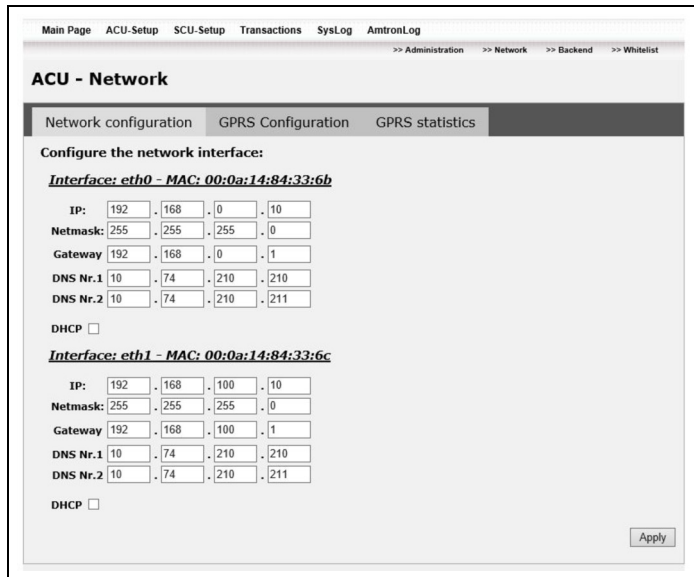 Main Page ACU-Setup SCU-Setup Transactions SysLog AmtronLog
>> Administration >> Network >> Backend >> Whitelist
ACU - Network
Network configuration GPRS Configuration GPRS statistics
Configure the network interface:
Interface: eth0 - MAC: 00:0a:14:84:33:6b
IP: 192 . 168 . 0 . 10
Netmask: 255 . 255 . 255 . 0
Gateway 192 . 168 . 0 . 1
DNS Nr.1 10 . 74 . 210 . 210
DNS Nr.2 10 . 74 . 210 . 211
DHCP
Interface: eth1 - MAC: 00:0a:14:84:33:6c
IP: 192 . 168 . 100 . 10
Netmask: 255 . 255 . 255 . 0
Gateway 192 . 168 . 100 . 1
DNS Nr.1 10 . 74 . 210 . 210
DNS Nr.2 10 . 74 . 210 . 211
DHCP
Apply